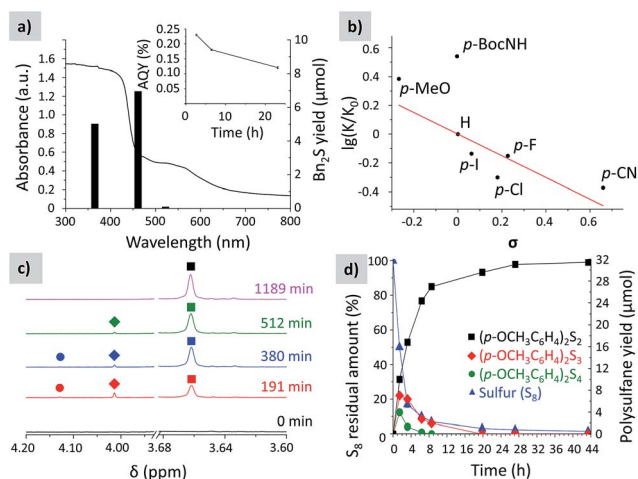 a)
Absorbance (a.u.)
1.6
1.4
1.2
1.0
0.8
0.6
0.4
0.2
0
300 400 500 600 700 800
Wavelength (nm)
10
8
6
4
2
0
Bn2S yield (μmol)
AQY (%)
0.25
0.20
0.15
0.10
0.05
0 5 10 15 20
Time (h)
b)
lg(K/K0)
0.6
0.4
0.2
0
-0.2
-0.4
-0.2 0 0.2 0.4 0.6
σ
p-BocNH
p-MeO
H
p-F
p-I
p-Cl
p-CN
c)
1189 min
512 min
380 min
191 min
0 min
4.20 4.10 4.00 3.68 3.64 3.60
δ (ppm)
d)
S8 residual amount (%)
100
80
60
40
20
0
0 4 8 12 16 20 24 28 32 36 40 44
Time (h)
32
28
24
20
16
12
8
4
0
Polysulfane yield (μmol)
(p-OCH3C6H4)2S2
(p-OCH3C6H4)2S3
(p-OCH3C6H4)2S4
Sulfur (S8)